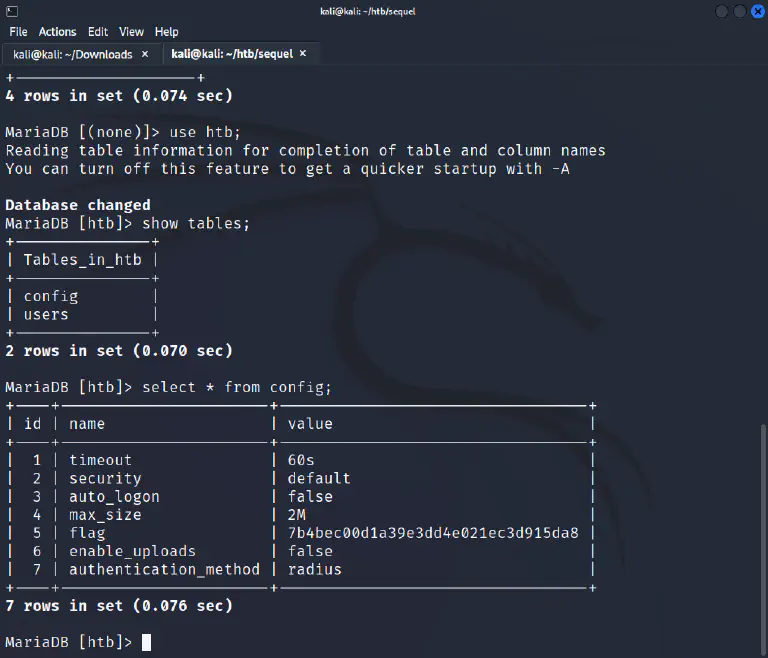 kali@kali: ~/htb/sequel
File Actions Edit View Help
kali@kali: ~/Downloads × kali@kali: ~/htb/sequel ×
+--------------------+
4 rows in set (0.074 sec)
MariaDB [(none)]> use htb;
Reading table information for completion of table and column names
You can turn off this feature to get a quicker startup with -A
Database changed
MariaDB [htb]> show tables;
+---------------+
| Tables_in_htb |
+---------------+
| config        |
| users         |
+---------------+
2 rows in set (0.070 sec)
MariaDB [htb]> select * from config;
+----+-----------------------+----------------------------------+
| id | name                  | value                            |
+----+-----------------------+----------------------------------+
|  1 | timeout               | 60s                              |
|  2 | security              | default                          |
|  3 | auto_logon            | false                            |
|  4 | max_size              | 2M                               |
|  5 | flag                  | 7b4bec00d1a39e3dd4e021ec3d915da8 |
|  6 | enable_uploads        | false                            |
|  7 | authentication_method | radius                           |
+----+-----------------------+----------------------------------+
7 rows in set (0.076 sec)
MariaDB [htb]>